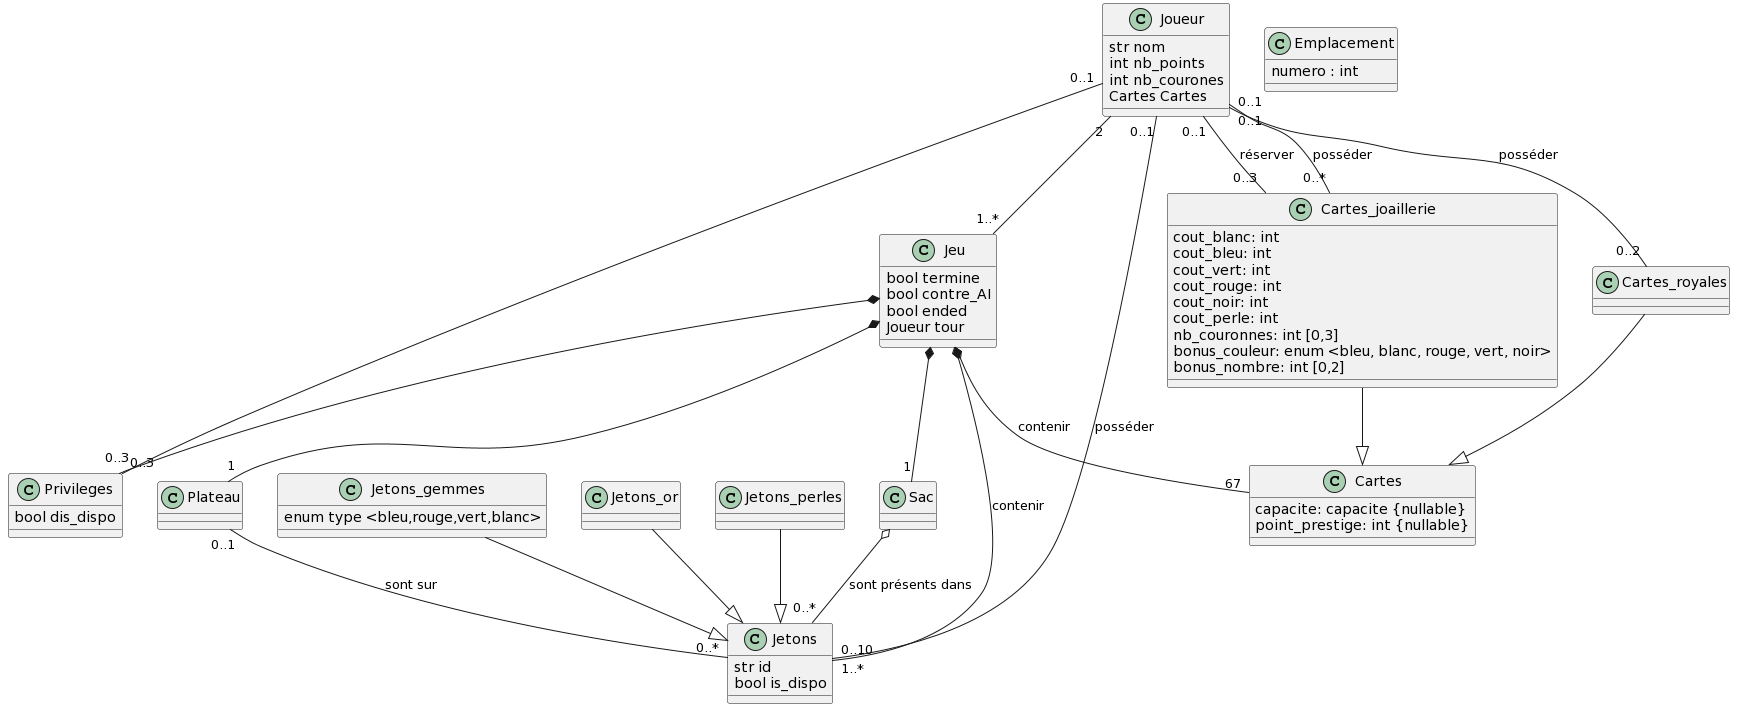 C Joueur
str nom
int nb_points
int nb_courones
Cartes Cartes
C Emplacement
numero : int
0..1
2
0..1
0..1
0..1
0..1
réserver
posséder
posséder
0..3
0..*
1..*
0..2
C Jeu
bool termine
bool contre_AI
bool ended
Joueur tour
C Cartes_joaillerie
cout_blanc: int
cout_bleu: int
cout_vert: int
cout_rouge: int
cout_noir: int
cout_perle: int
nb_couronnes: int [0,3]
bonus_couleur: enum <bleu, blanc, rouge, vert, noir>
bonus_nombre: int [0,2]
C Cartes_royales
contenir
posséder
0..3
0..3
1
1
67
C Privileges
bool dis_dispo
C Plateau
C Jetons_gemmes
enum type <bleu,rouge,vert,blanc>
C Jetons_or
C Jetons_perles
C Sac
contenir
C Cartes
capacite: capacite {nullable}
point_prestige: int {nullable}
0..1
sont sur
sont présents dans
0..*
0..*
0..10
1..*
C Jetons
str id
bool is_dispo